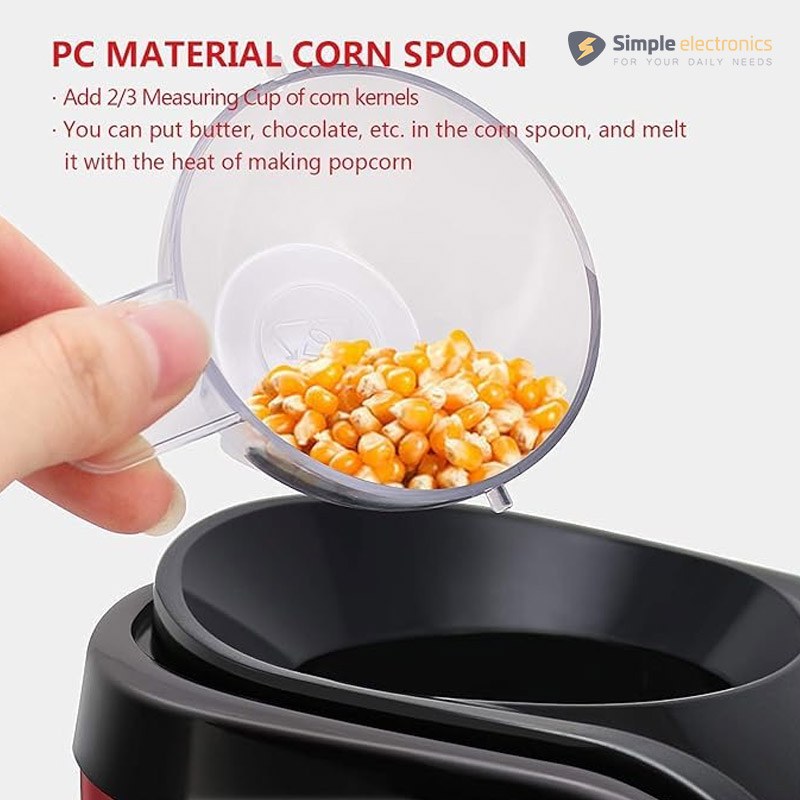 PC MATERIAL CORN SPOON
Simple electronics
FOR YOUR DAILY NEEDS
· Add 2/3 Measuring Cup of corn kernels
· You can put butter, chocolate, etc. in the corn spoon, and melt
it with the heat of making popcorn